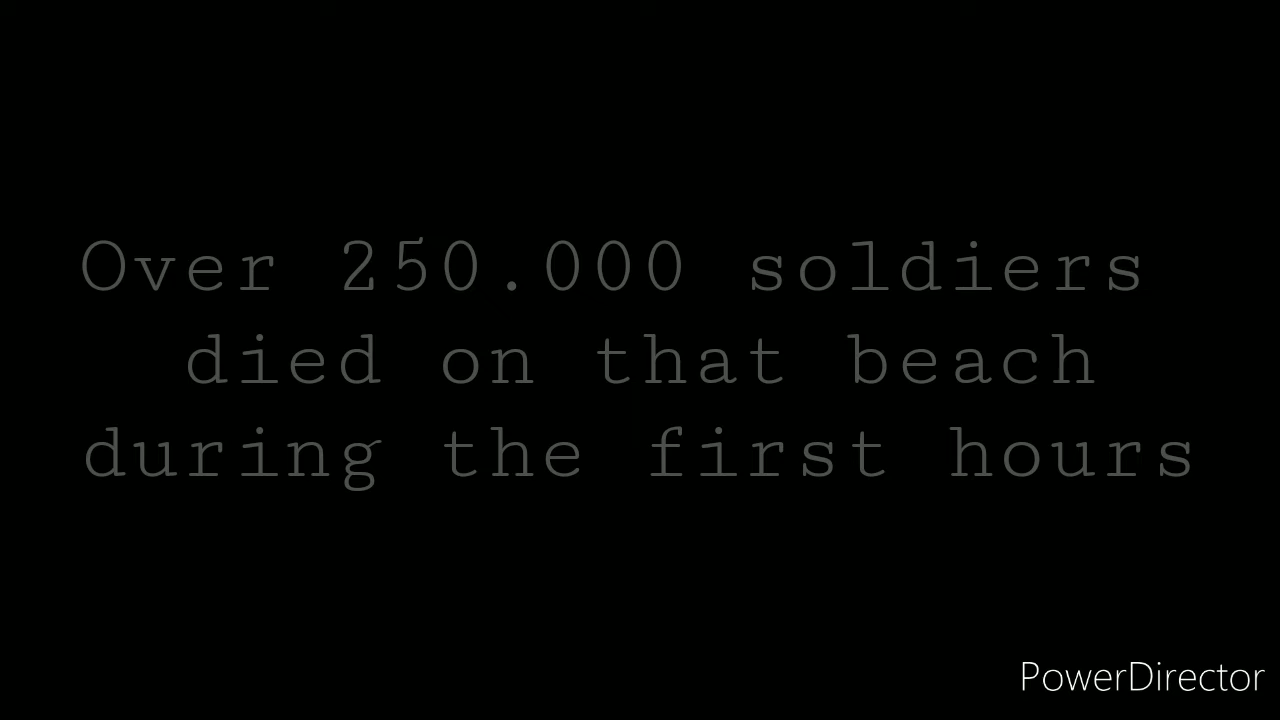 Over 250.000 soldiers
died on that beach
during the first hours
PowerDirector